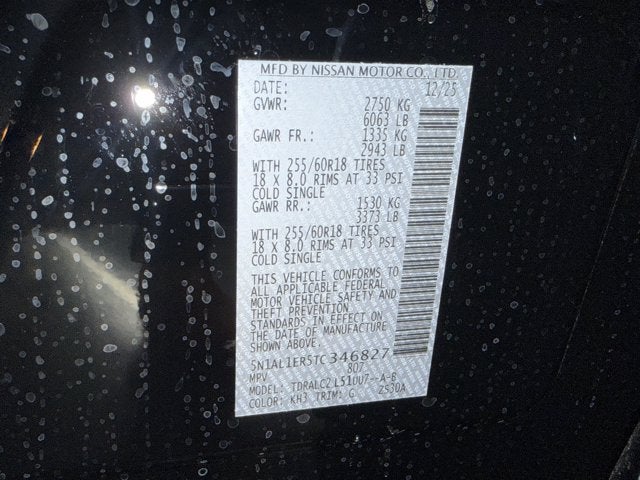 MFD BY NISSAN MOTOR CO., LTD.
DATE: 12/25
GVWR: 2750 KG
6063 LB
GAWR FR.: 1335 KG
2943 LB
WITH 255/60R18 TIRES
18 X 8.0 RIMS AT 33 PSI
COLD SINGLE
GAWR RR.: 1530 KG
3373 LB
WITH 255/60R18 TIRES
18 X 8.0 RIMS AT 33 PSI
COLD SINGLE
THIS VEHICLE CONFORMS TO
ALL APPLICABLE FEDERAL
MOTOR VEHICLE SAFETY AND
THEFT PREVENTION
STANDARDS IN EFFECT ON
THE DATE OF MANUFACTURE
SHOWN ABOVE.
5N1AL1ER5TC346827
MPV 807
MODEL: TDRALCZ L51UU7--A-B
COLOR: KH3 TRIM: G ZS30A